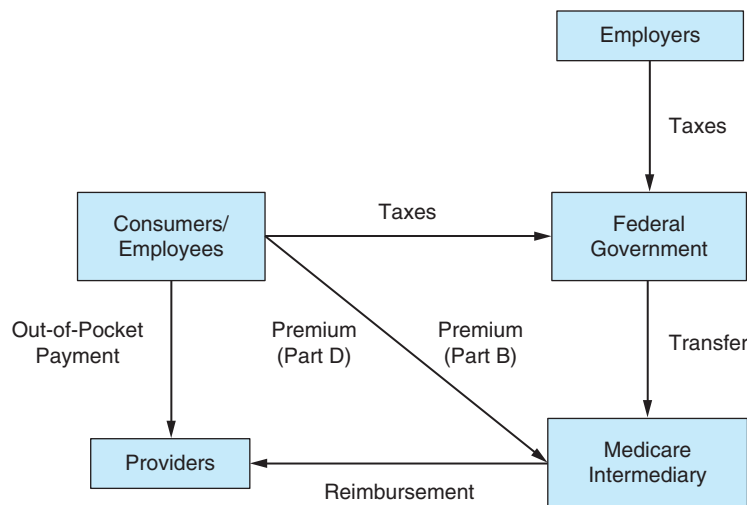 Employers
Taxes
Consumers/
Employees
Taxes
Federal
Government
Out-of-Pocket
Payment
Premium
(Part D)
Premium
(Part B)
Transfer
Providers
Reimbursement
Medicare
Intermediary